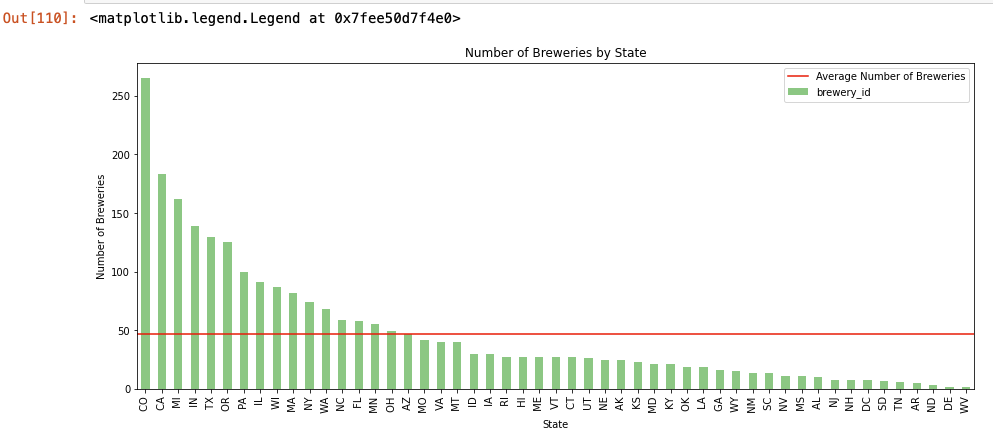 Out[110]: <matplotlib.legend.Legend at 0x7fee50d7f4e0>
Number of Breweries by State
Average Number of Breweries
brewery_id
250
200
150
100
50
0
Number of Breweries
CO CA MI IN TX OR PA IL WI MA NY WA NC FL MN OH AZ MO VA MT ID IA RI HI ME VT CT UT NE AK KS MD KY OK LA GA WY NM SC NV MS AL NJ NH DC SD TN AR ND DE WV
State